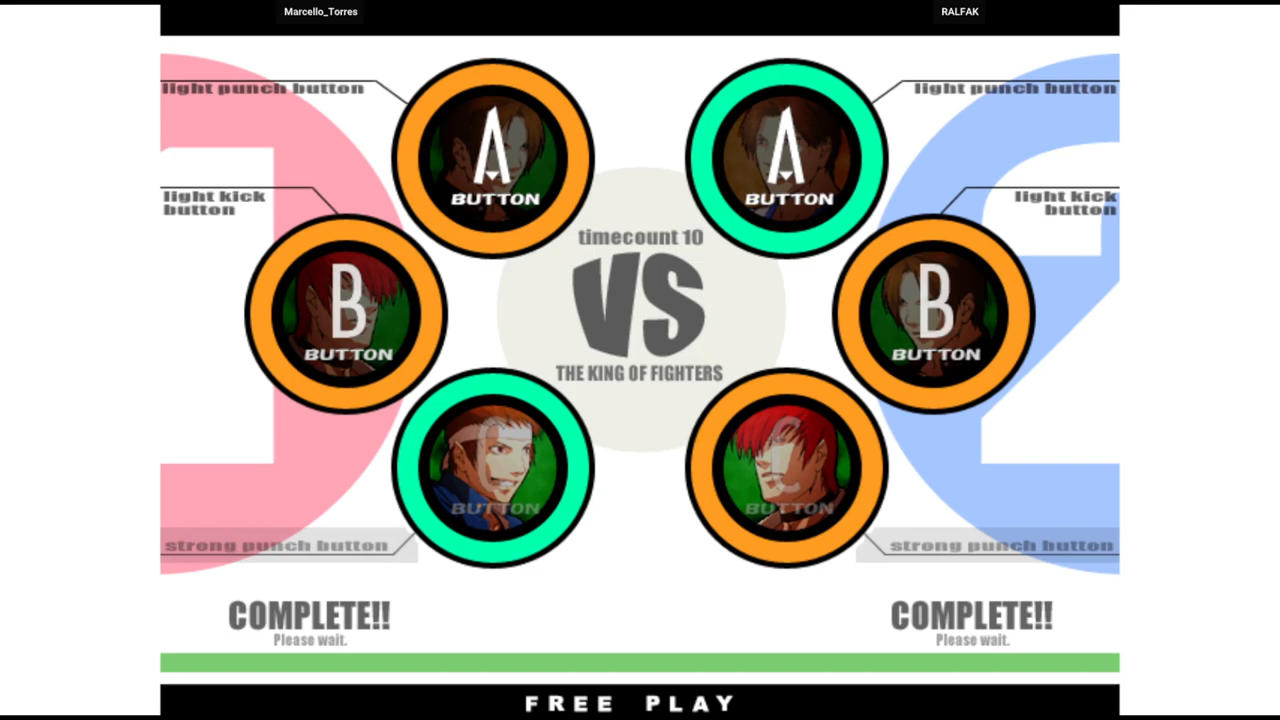 Marcello_Torres
RALFAK
light punch button
light punch button
A
BUTTON
A
BUTTON
light kick
button
light kick
button
timecount 10
B
BUTTON
VS
B
BUTTON
THE KING OF FIGHTERS
BUTTON
C
BUTTON
strong punch button
strong punch button
COMPLETE!!
Please wait.
COMPLETE!!
Please wait.
FREE PLAY